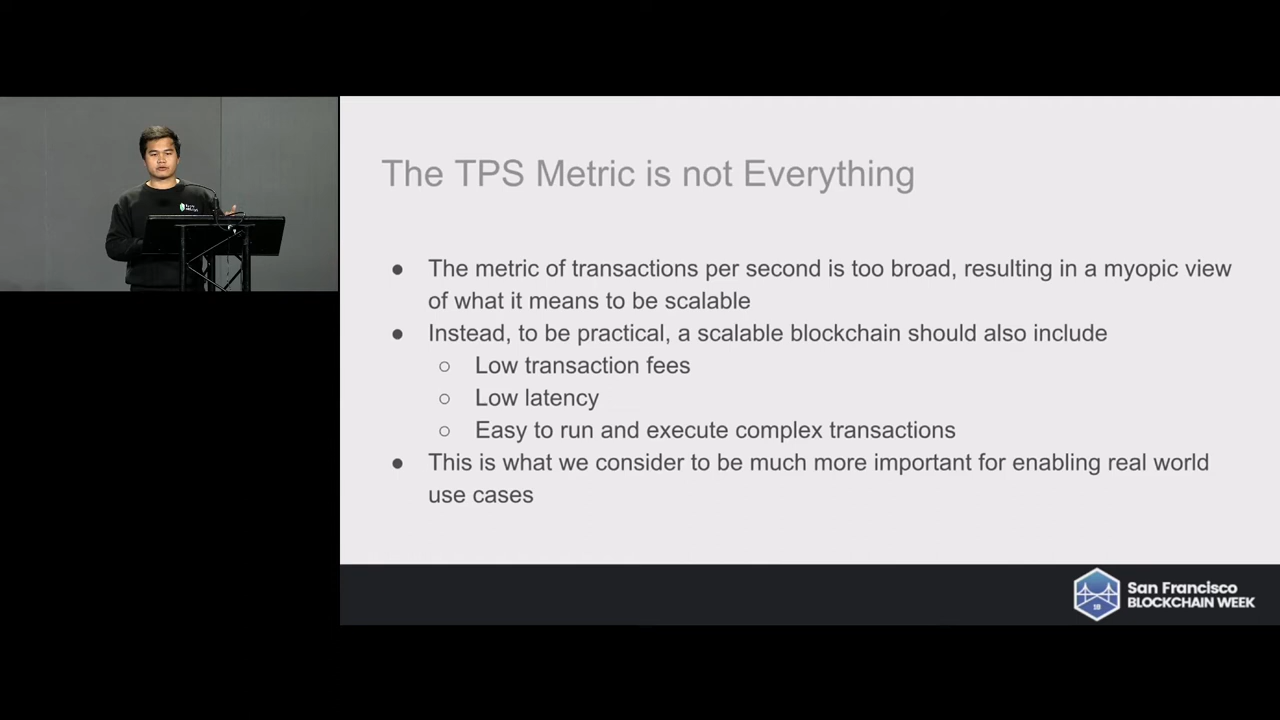 The TPS Metric is not Everything
● The metric of transactions per second is too broad, resulting in a myopic view
of what it means to be scalable
● Instead, to be practical, a scalable blockchain should also include
○ Low transaction fees
○ Low latency
○ Easy to run and execute complex transactions
● This is what we consider to be much more important for enabling real world
use cases
San Francisco
BLOCKCHAIN WEEK